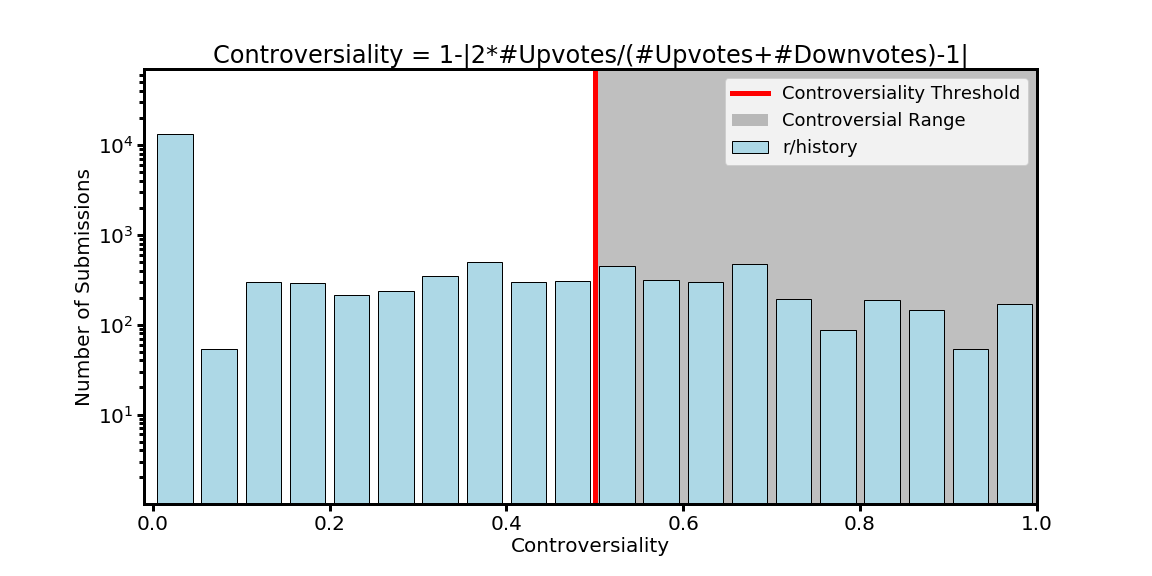 Controversiality = 1-|2*#Upvotes/(#Upvotes+#Downvotes)-1|
Controversiality Threshold
Controversial Range
r/history
Number of Submissions
10⁴
10³
10²
10¹
0.0 0.2 0.4 0.6 0.8 1.0
Controversiality